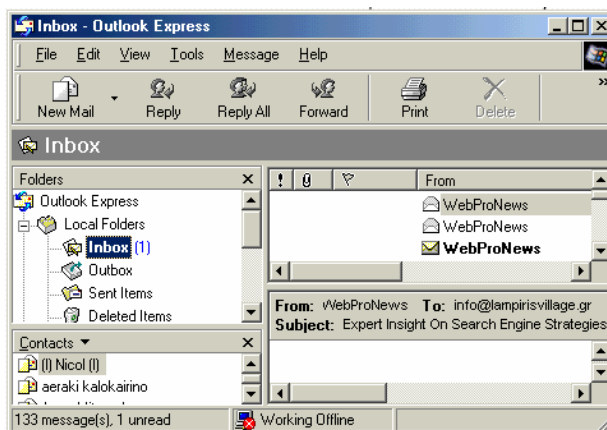 Inbox - Outlook Express
File Edit View Tools Message Help
New Mail Reply Reply All Forward Print Delete »
Inbox
Folders
! From
Outlook Express
Local Folders
Inbox (1)
Outbox
Sent Items
Deleted Items
WebProNews
WebProNews
WebProNews
From: WebProNews To: info@lampirisvillage.gr
Subject: Expert Insight On Search Engine Strategies
Contacts
(l) Nicol (l)
aeraki kalokairino
133 message(s), 1 unread Working Offline